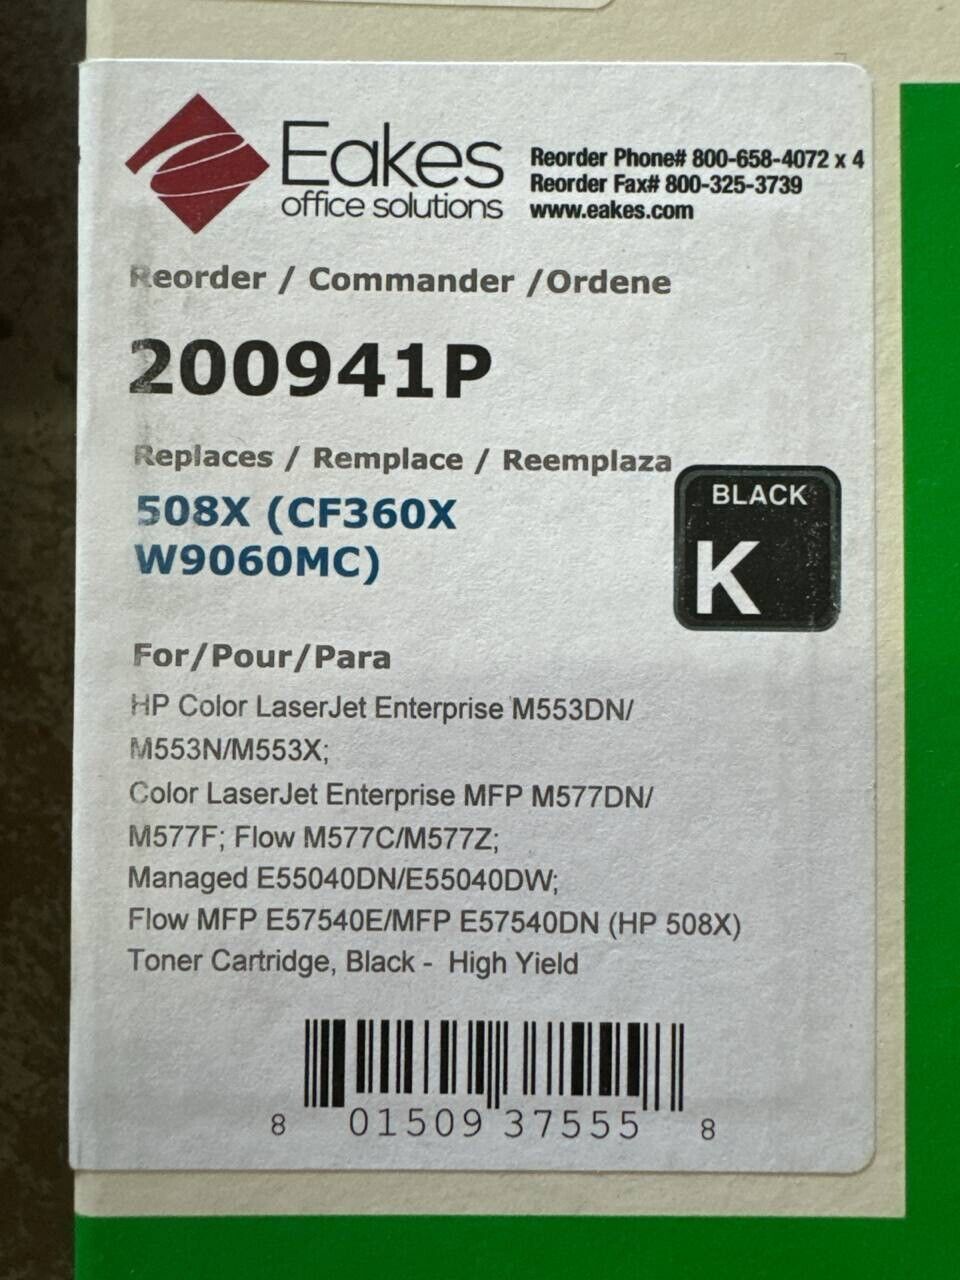 Eakes
office solutions
Reorder Phone# 800-658-4072 x 4
Reorder Fax# 800-325-3739
www.eakes.com
Reorder / Commander /Ordene
200941P
Replaces / Remplace / Reemplaza
508X (CF360X
W9060MC)
BLACK
K
For/Pour/Para
HP Color LaserJet Enterprise M553DN/
M553N/M553X;
Color LaserJet Enterprise MFP M577DN/
M577F; Flow M577C/M577Z;
Managed E55040DN/E55040DW;
Flow MFP E57540E/MFP E57540DN (HP 508X)
Toner Cartridge, Black - High Yield
8 01509 37555 8